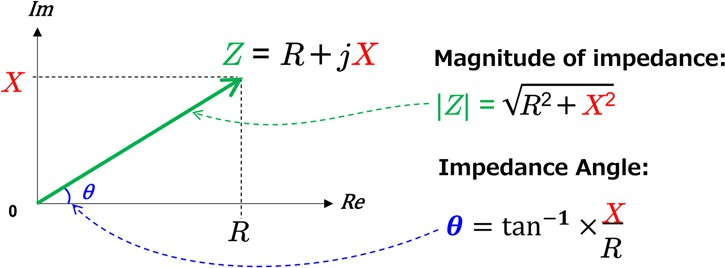 Im
Z = R + jX
X
Magnitude of impedance:
|Z| = √R² + X²
θ
Impedance Angle:
0
Re
R
θ = tan⁻¹ × X/R